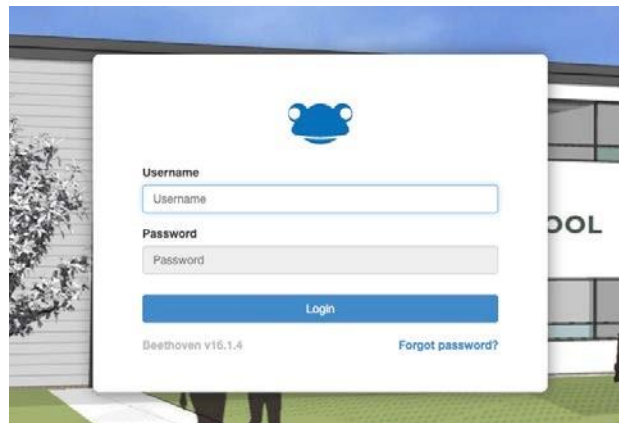 Username
Username
OOL
Password
Password
Login
Beethoven v16.1.4
Forgot password?